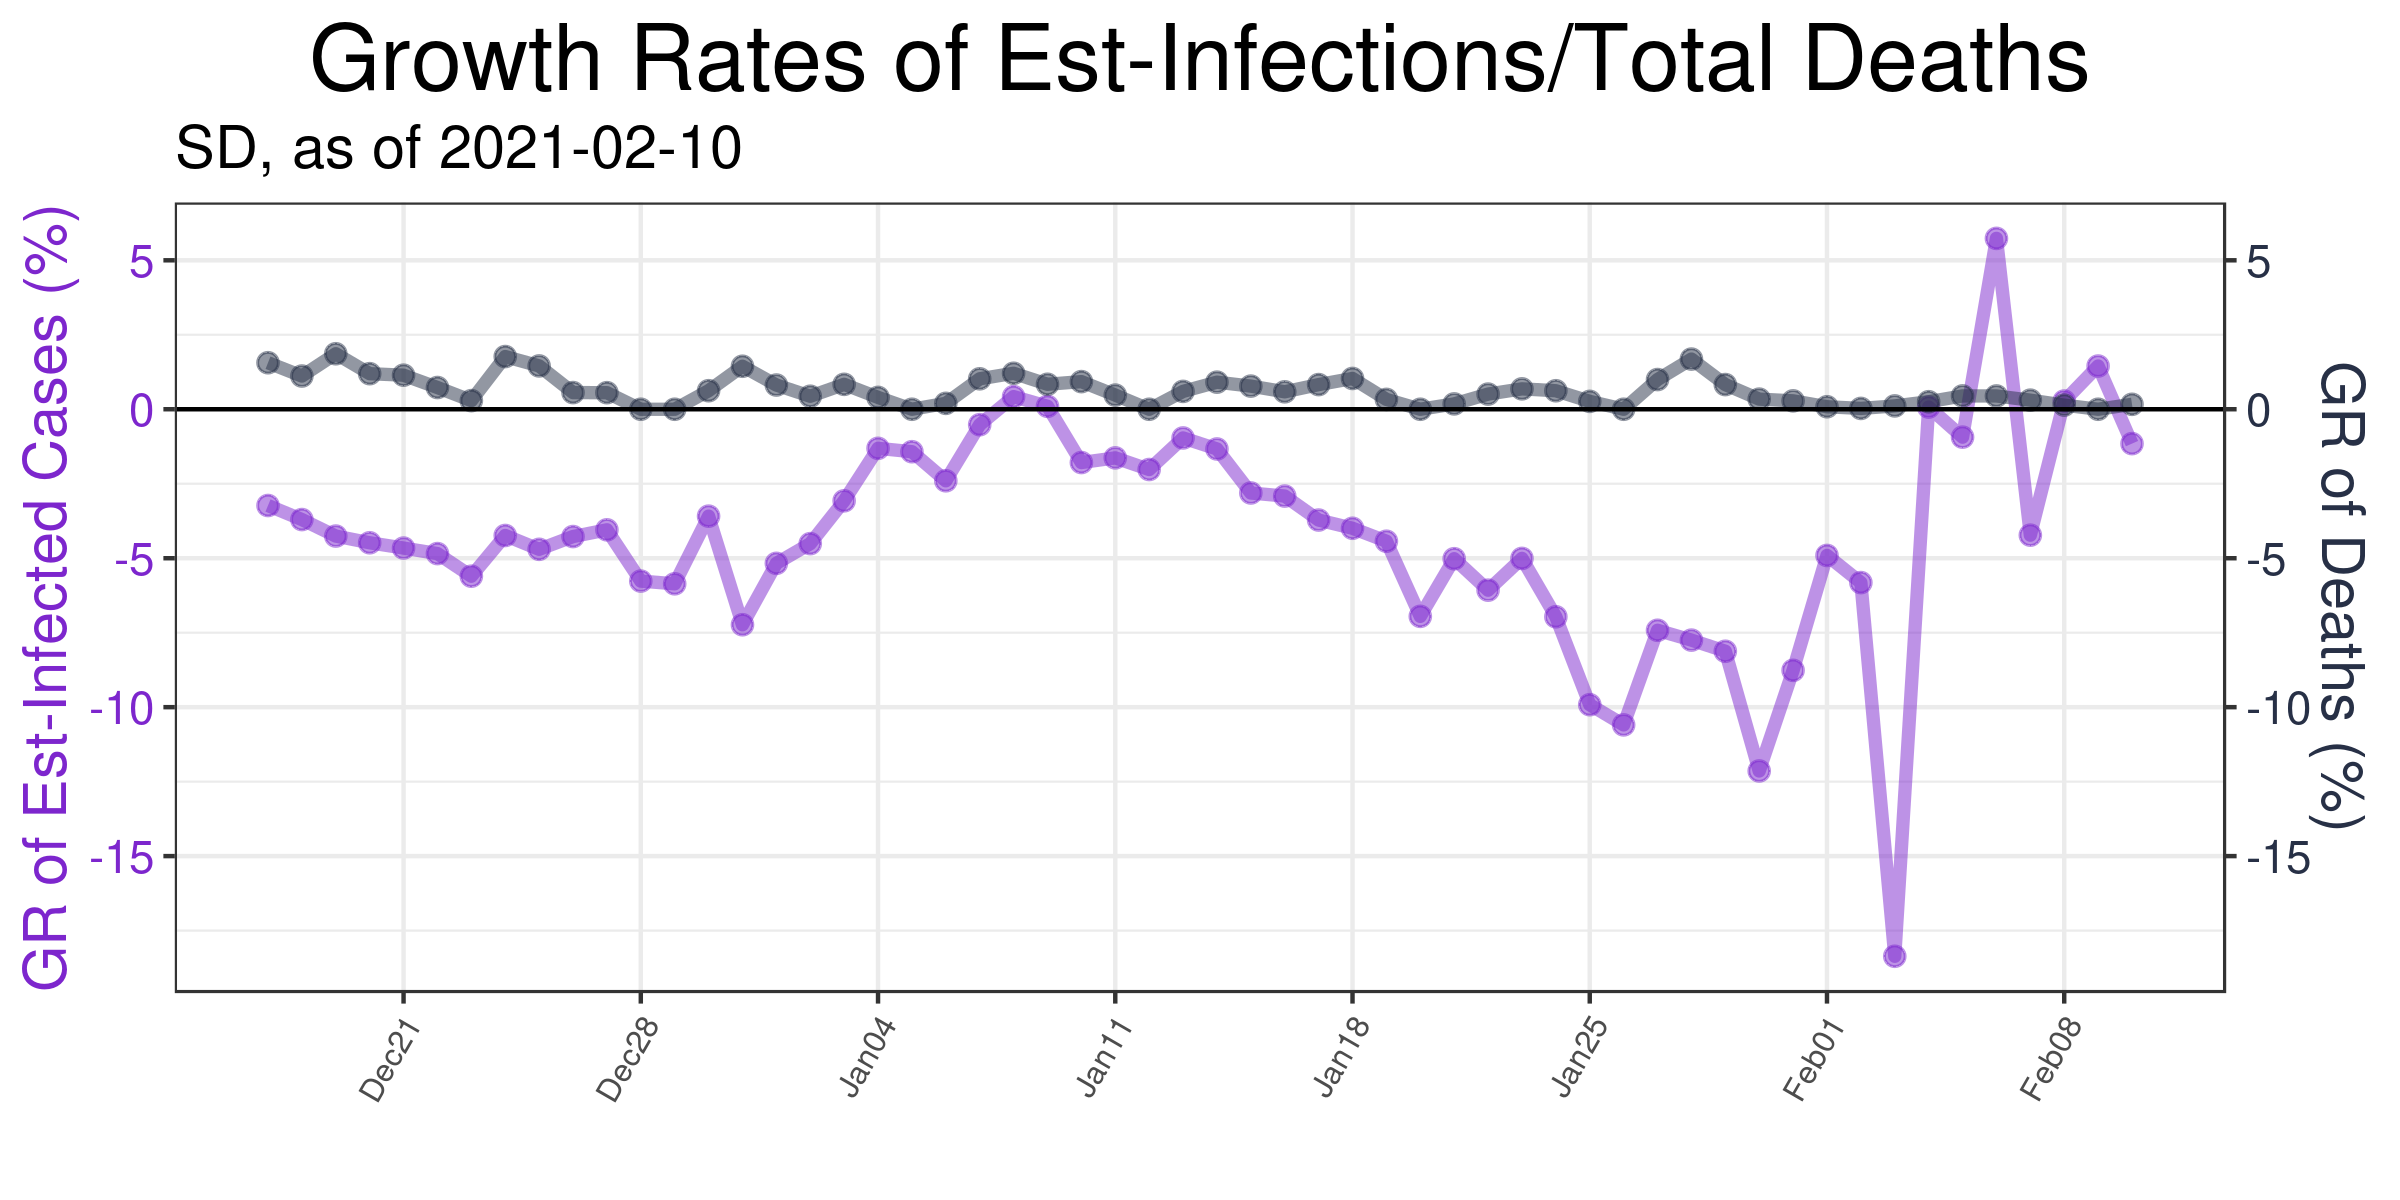 Growth Rates of Est-Infections/Total Deaths
SD, as of 2021-02-10
GR of Est-Infected Cases (%)
5
0
-5
-10
-15
5
0
-5
-10
-15
GR of Deaths (%)
Dec21
Dec28
Jan04
Jan11
Jan18
Jan25
Feb01
Feb08